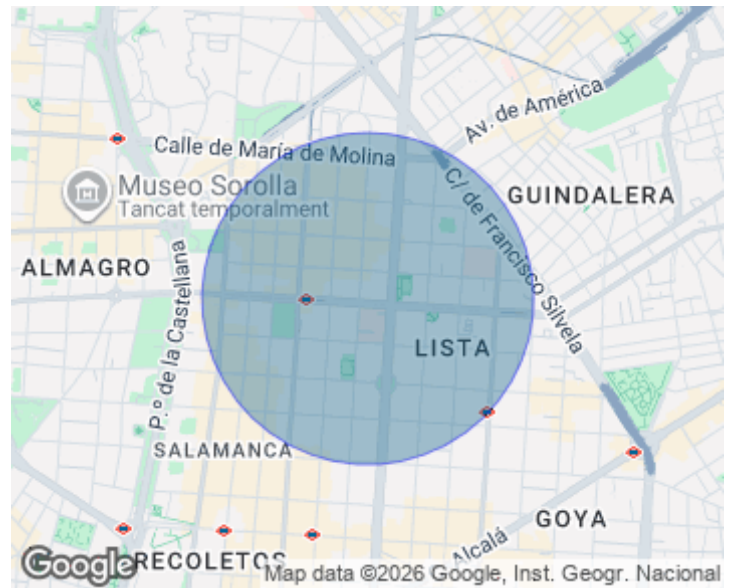 Av. de América
Calle de María de Molina
Museo Sorolla
Tancat temporalment
C/ de Francisco Silvela
GUINDALERA
ALMAGRO
P.º de la Castellana
LISTA
SALAMANCA
GOYA
Alcalá
RECOLETOS
Google
Map data ©2026 Google, Inst. Geogr. Nacional